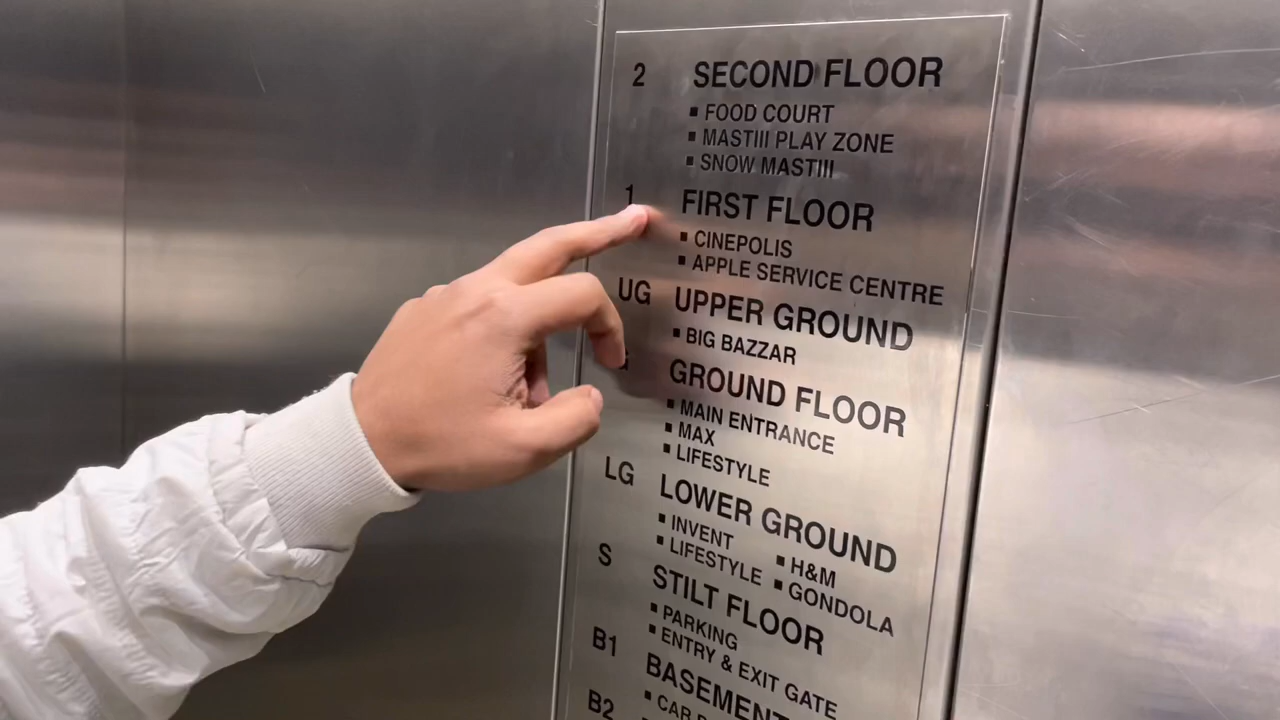 2 SECOND FLOOR
▪ FOOD COURT
▪ MASTIII PLAY ZONE
▪ SNOW MASTIII
1 FIRST FLOOR
▪ CINEPOLIS
▪ APPLE SERVICE CENTRE
UG UPPER GROUND
▪ BIG BAZZAR
GROUND FLOOR
▪ MAIN ENTRANCE
▪ MAX
▪ LIFESTYLE
LG LOWER GROUND
▪ INVENT ▪ H&M
▪ LIFESTYLE ▪ GONDOLA
S STILT FLOOR
▪ PARKING
▪ ENTRY & EXIT GATE
B1 BASEMENT
▪ CAR
B2